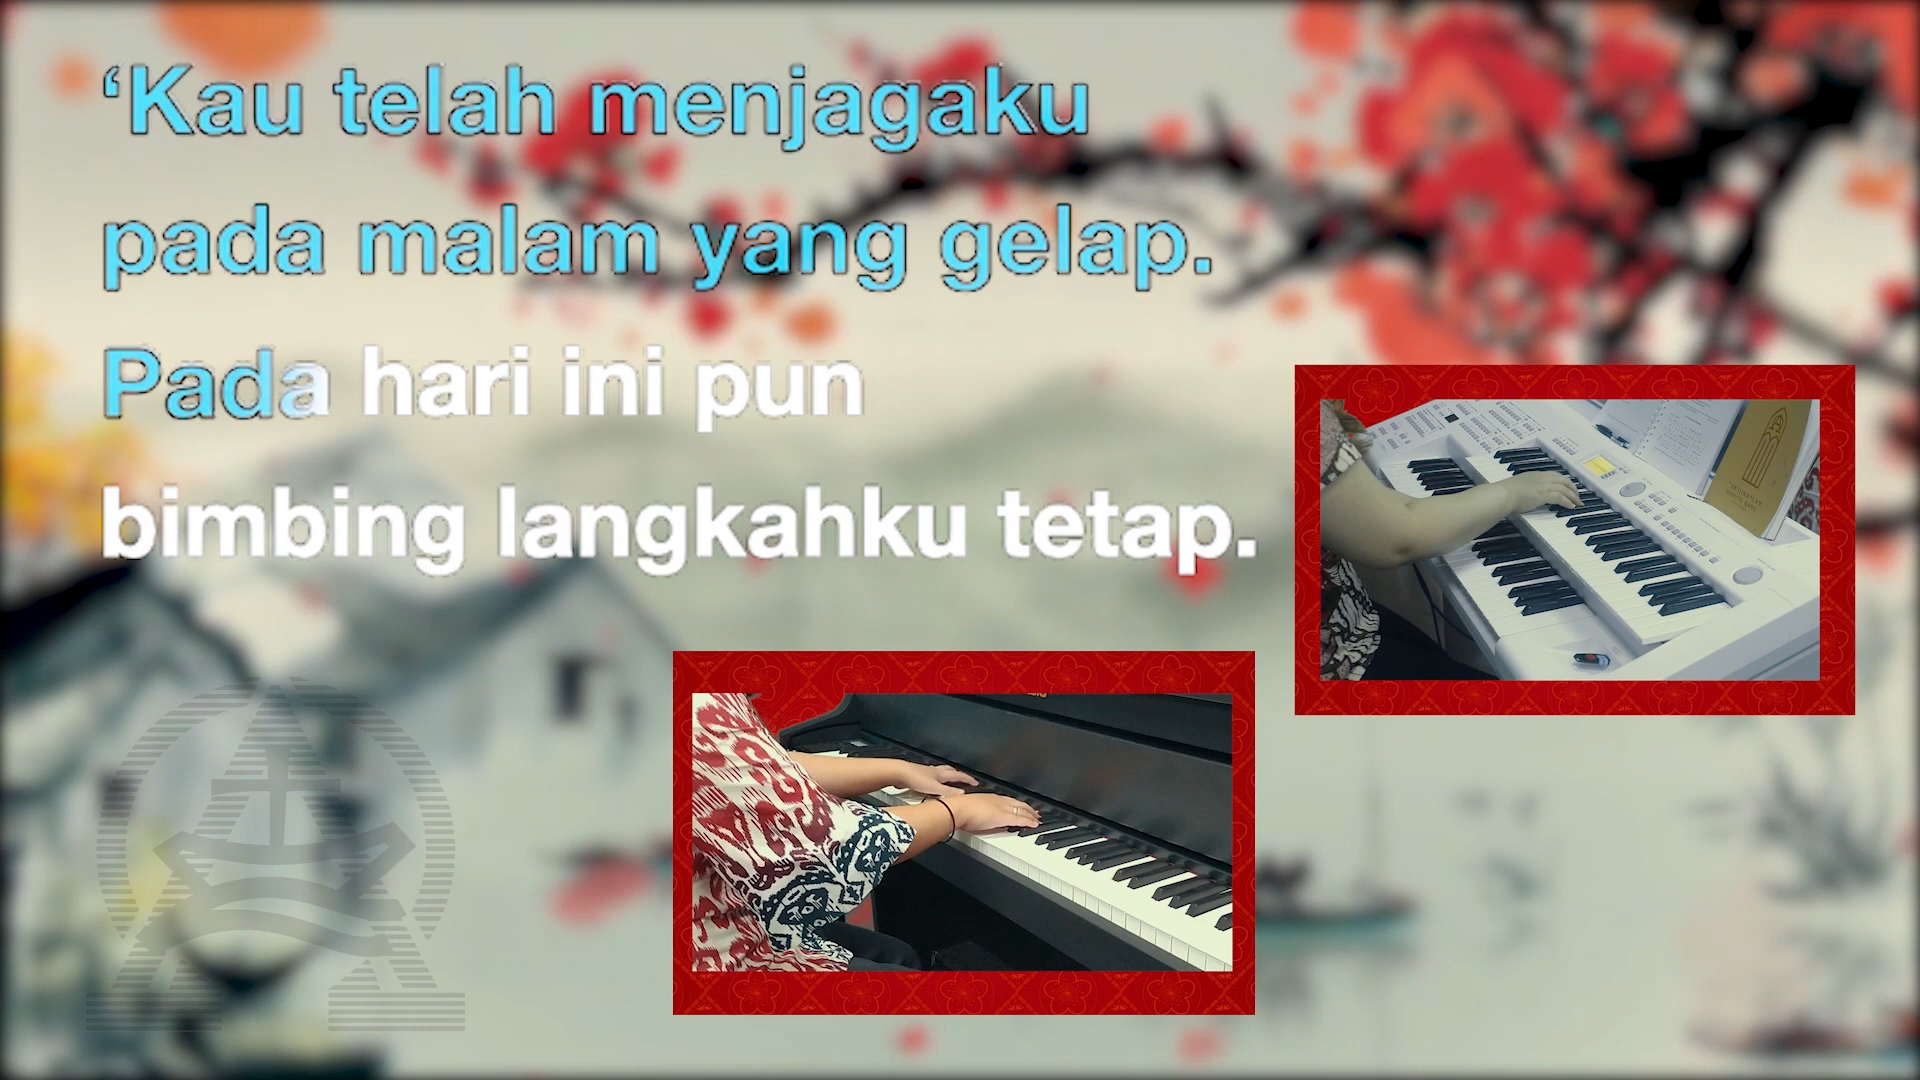 ‘Kau telah menjagaku
pada malam yang gelap.
Pada hari ini pun
bimbing langkahku tetap.